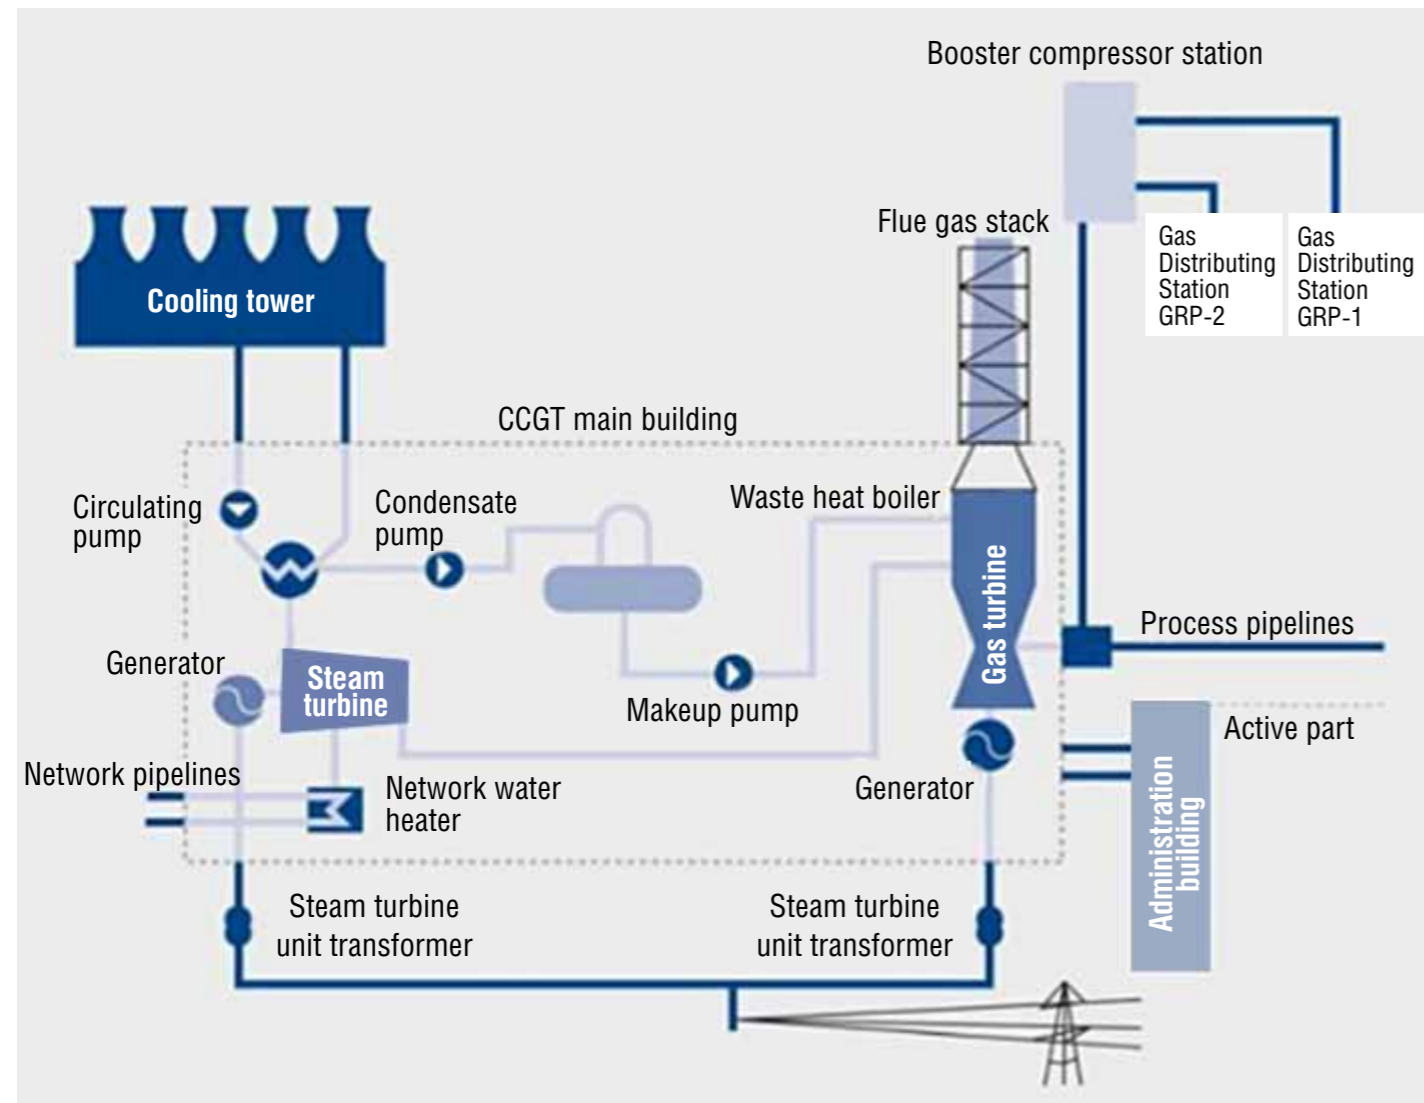 Booster compressor station
Flue gas stack
Gas
Distributing
Station
GRP-2
Gas
Distributing
Station
GRP-1
Cooling tower
CCGT main building
Circulating
pump
Condensate
pump
Waste heat boiler
Gas turbine
Process pipelines
Generator
Steam
turbine
Makeup pump
Active part
Network pipelines
Network water
heater
Generator
Administration
building
Steam turbine
unit transformer
Steam turbine
unit transformer